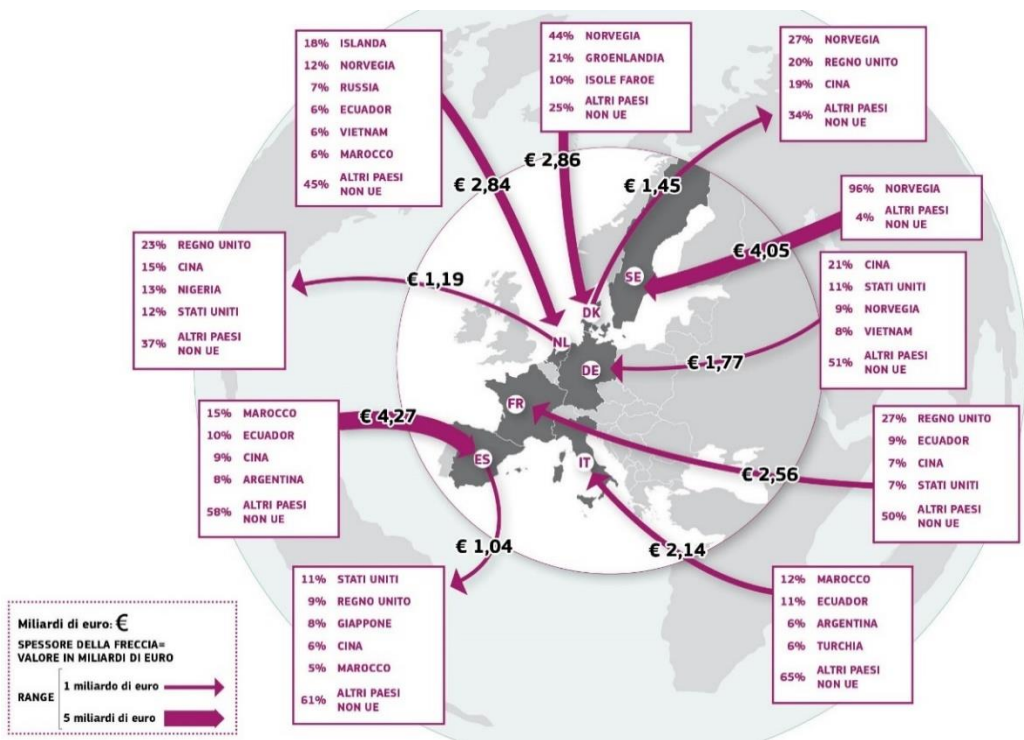 18% ISLANDA
12% NORVEGIA
7% RUSSIA
6% ECUADOR
6% VIETNAM
6% MAROCCO
45% ALTRI PAESI
NON UE
44% NORVEGIA
21% GROENLANDIA
10% ISOLE FAROE
25% ALTRI PAESI
NON UE
27% NORVEGIA
20% REGNO UNITO
19% CINA
34% ALTRI PAESI
NON UE
€ 2,84
€ 2,86
€ 1,45
96% NORVEGIA
4% ALTRI PAESI
NON UE
€ 4,05
23% REGNO UNITO
15% CINA
13% NIGERIA
12% STATI UNITI
37% ALTRI PAESI
NON UE
€ 1,19
SE
DK
NL
DE
FR
ES
IT
21% CINA
11% STATI UNITI
9% NORVEGIA
8% VIETNAM
51% ALTRI PAESI
NON UE
€ 1,77
15% MAROCCO
10% ECUADOR
9% CINA
8% ARGENTINA
58% ALTRI PAESI
NON UE
€ 4,27
27% REGNO UNITO
9% ECUADOR
7% CINA
7% STATI UNITI
50% ALTRI PAESI
NON UE
€ 2,56
€ 1,04
€ 2,14
11% STATI UNITI
9% REGNO UNITO
8% GIAPPONE
6% CINA
5% MAROCCO
61% ALTRI PAESI
NON UE
12% MAROCCO
11% ECUADOR
6% ARGENTINA
6% TURCHIA
65% ALTRI PAESI
NON UE
Miliardi di euro: €
SPESSORE DELLA FRECCIA=
VALORE IN MILIARDI DI EURO
RANGE
1 miliardo di euro
5 miliardi di euro